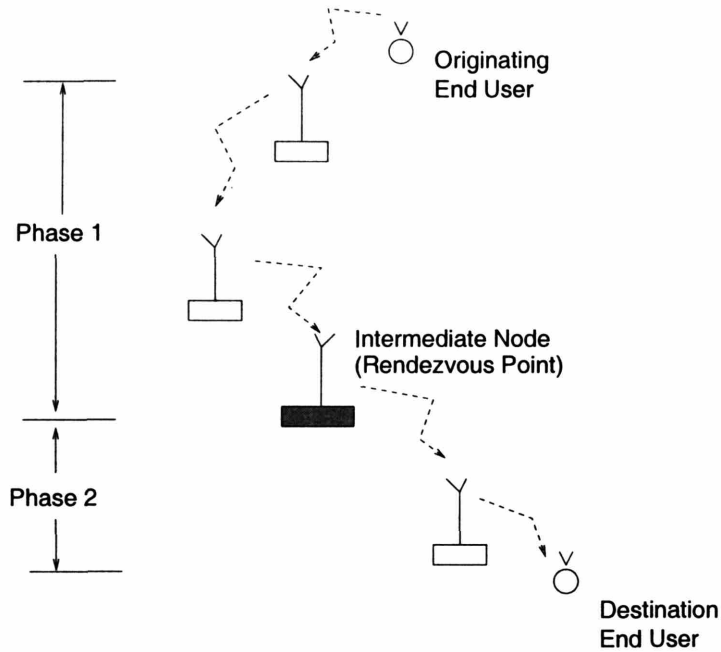 Originating
End User
Phase 1
Intermediate Node
(Rendezvous Point)
Phase 2
Destination
End User